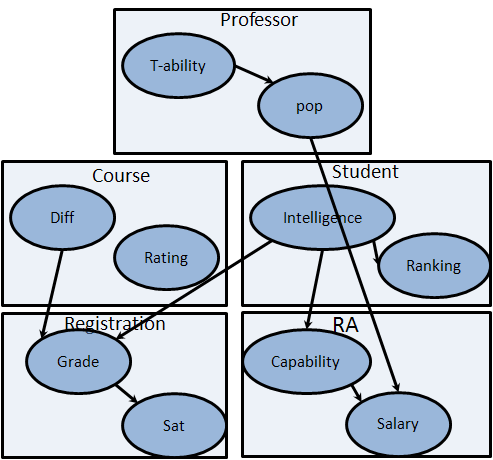 Professor
T-ability
pop
Course
Diff
Rating
Student
Intelligence
Ranking
Registration
Grade
Sat
RA
Capability
Salary